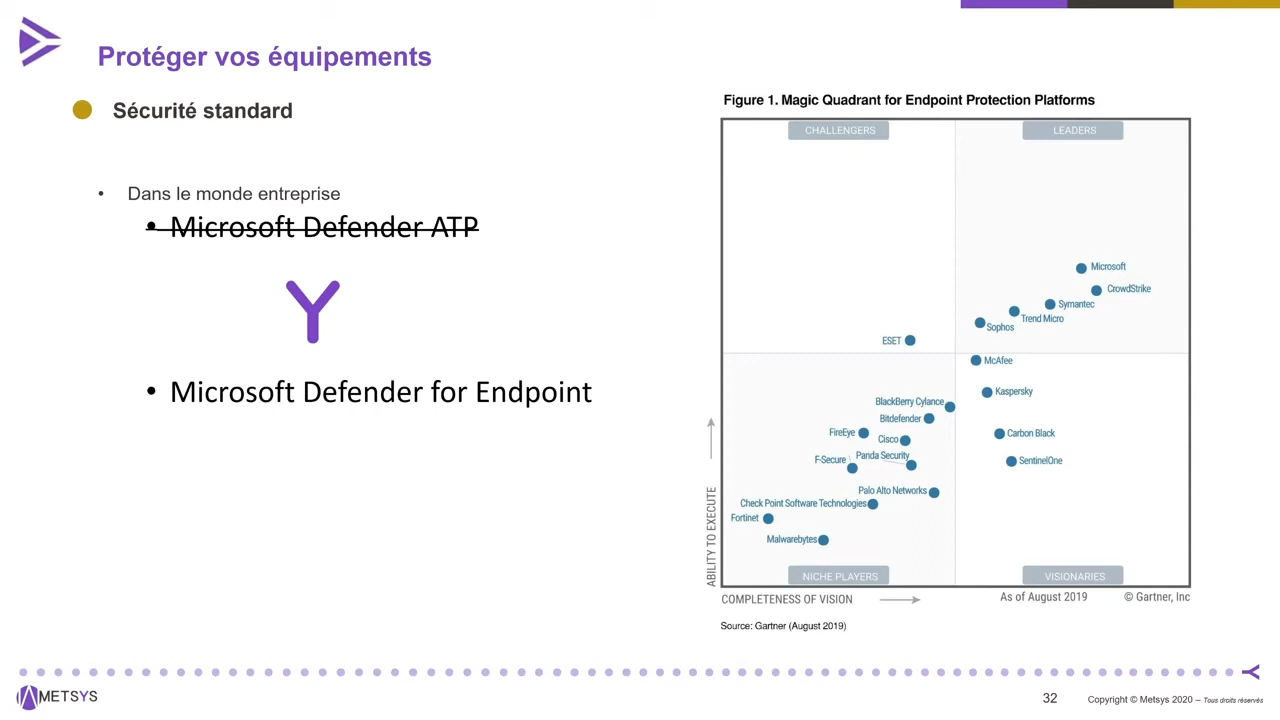 Protéger vos équipements
Sécurité standard
• Dans le monde entreprise
• Microsoft Defender ATP
• Microsoft Defender for Endpoint
Figure 1. Magic Quadrant for Endpoint Protection Platforms
CHALLENGERS
LEADERS
Microsoft
CrowdStrike
Symantec
Trend Micro
Sophos
ESET
McAfee
Kaspersky
BlackBerry Cylance
Bitdefender
FireEye
Cisco
Carbon Black
Panda Security
F-Secure
SentinelOne
Palo Alto Networks
Check Point Software Technologies
Fortinet
Malwarebytes
NICHE PLAYERS
VISIONARIES
ABILITY TO EXECUTE
COMPLETENESS OF VISION
As of August 2019
© Gartner, Inc
Source: Gartner (August 2019)
METSYS
32
Copyright © Metsys 2020 – Tous droits réservés